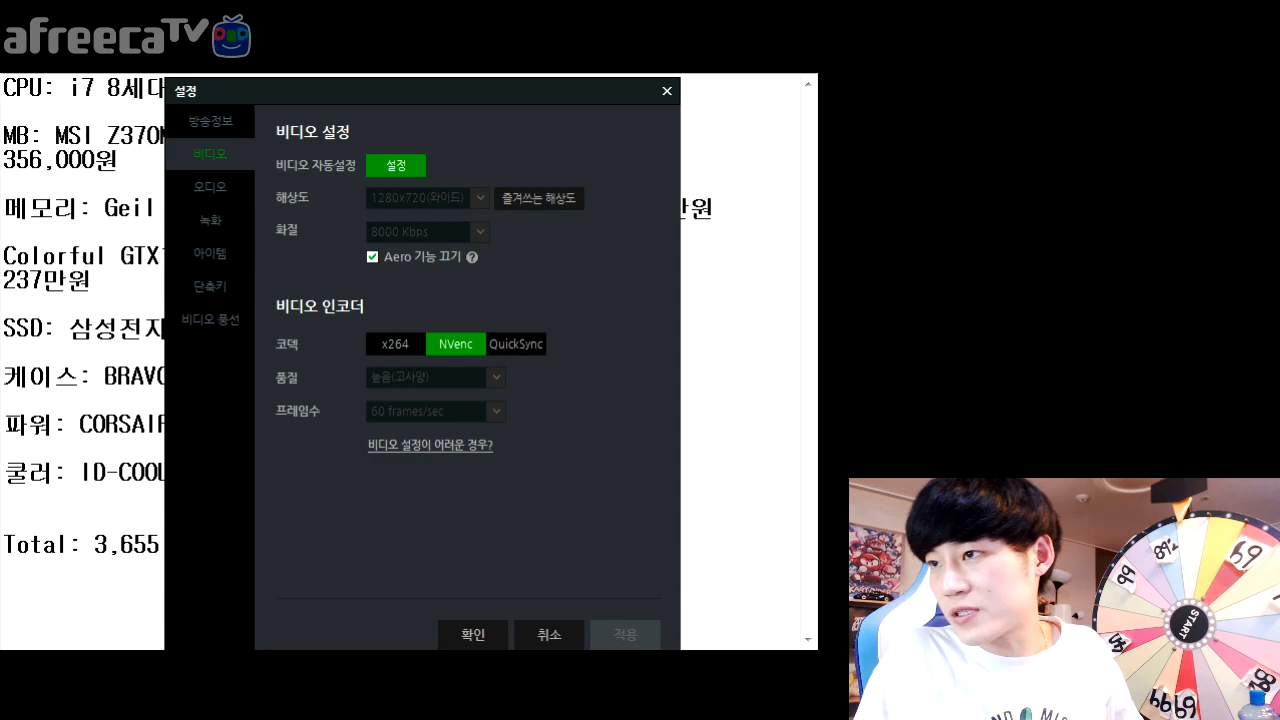 afreecaTV
CPU: i7 8세대
MB: MSI Z370
356,000원
메모리: Geil
만원
Colorful GTX
237만원
SSD: 삼성전자
케이스: BRAVO
파워: CORSAIR
쿨러: ID-COOL
Total: 3,655
설정
방송정보
비디오
오디오
녹화
아이템
단축키
비디오 풍선
비디오 설정
비디오 자동설정 설정
해상도 1280x720(와이드) 즐겨쓰는 해상도
화질 8000 Kbps
Aero 기능 끄기 ?
비디오 인코더
코덱 x264 NVenc QuickSync
품질 높음(고사양)
프레임수 60 frames/sec
비디오 설정이 어려운 경우?
확인 취소 적용
START